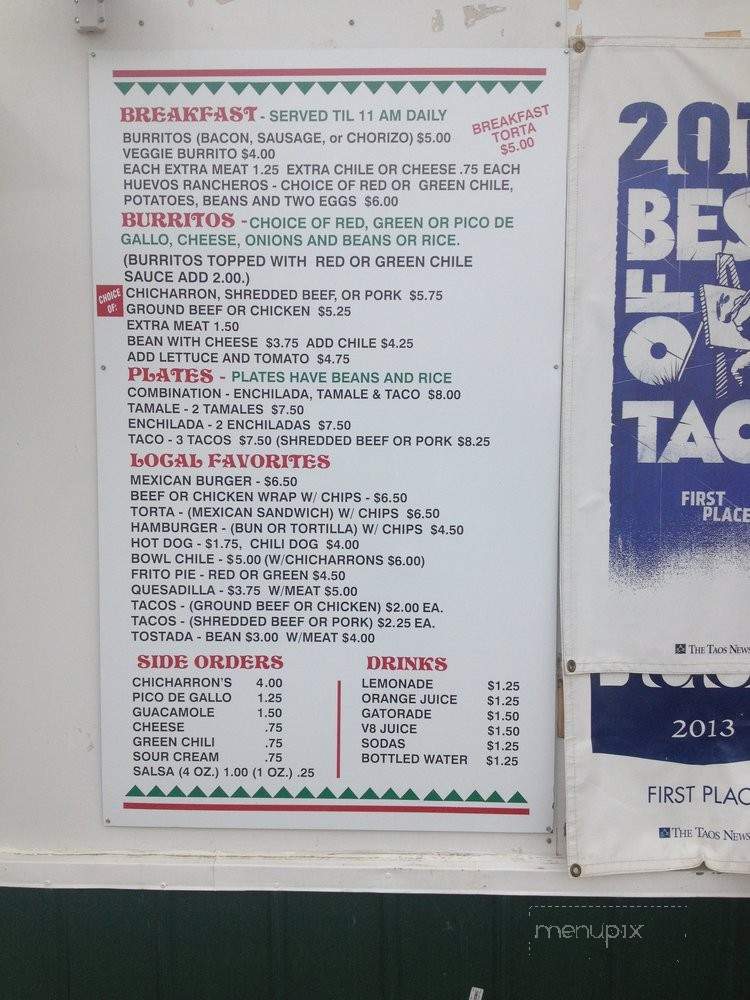 BREAKFAST - SERVED TIL 11 AM DAILY
BREAKFAST
TORTA
$5.00
BURRITOS (BACON, SAUSAGE, or CHORIZO) $5.00
VEGGIE BURRITO $4.00
EACH EXTRA MEAT 1.25 EXTRA CHILE OR CHEESE .75 EACH
HUEVOS RANCHEROS - CHOICE OF RED OR GREEN CHILE,
POTATOES, BEANS AND TWO EGGS $6.00
BURRITOS - CHOICE OF RED, GREEN OR PICO DE
GALLO, CHEESE, ONIONS AND BEANS OR RICE.
(BURRITOS TOPPED WITH RED OR GREEN CHILE
SAUCE ADD 2.00.)
CHOICE
OF:
CHICHARRON, SHREDDED BEEF, OR PORK $5.75
GROUND BEEF OR CHICKEN $5.25
EXTRA MEAT 1.50
BEAN WITH CHEESE $3.75 ADD CHILE $4.25
ADD LETTUCE AND TOMATO $4.75
PLATES - PLATES HAVE BEANS AND RICE
COMBINATION - ENCHILADA, TAMALE & TACO $8.00
TAMALE - 2 TAMALES $7.50
ENCHILADA - 2 ENCHILADAS $7.50
TACO - 3 TACOS $7.50 (SHREDDED BEEF OR PORK $8.25
LOCAL FAVORITES
MEXICAN BURGER - $6.50
BEEF OR CHICKEN WRAP W/ CHIPS - $6.50
TORTA - (MEXICAN SANDWICH) W/ CHIPS $6.50
HAMBURGER - (BUN OR TORTILLA) W/ CHIPS $4.50
HOT DOG - $1.75, CHILI DOG $4.00
BOWL CHILE - $5.00 (W/CHICHARRONS $6.00)
FRITO PIE - RED OR GREEN $4.50
QUESADILLA - $3.75 W/MEAT $5.00
TACOS - (GROUND BEEF OR CHICKEN) $2.00 EA.
TACOS - (SHREDDED BEEF OR PORK) $2.25 EA.
TOSTADA - BEAN $3.00 W/MEAT $4.00
SIDE ORDERS
CHICHARRON'S 4.00
PICO DE GALLO 1.25
GUACAMOLE 1.50
CHEESE .75
GREEN CHILI .75
SOUR CREAM .75
SALSA (4 OZ.) 1.00 (1 OZ.) .25
DRINKS
LEMONADE $1.25
ORANGE JUICE $1.25
GATORADE $1.50
V8 JUICE $1.50
SODAS $1.25
BOTTLED WATER $1.25
201
BES
OF
TAO
FIRST
PLACE
THE TAOS NEWS
2013
FIRST PLAC
THE TAOS NEWS
menupix